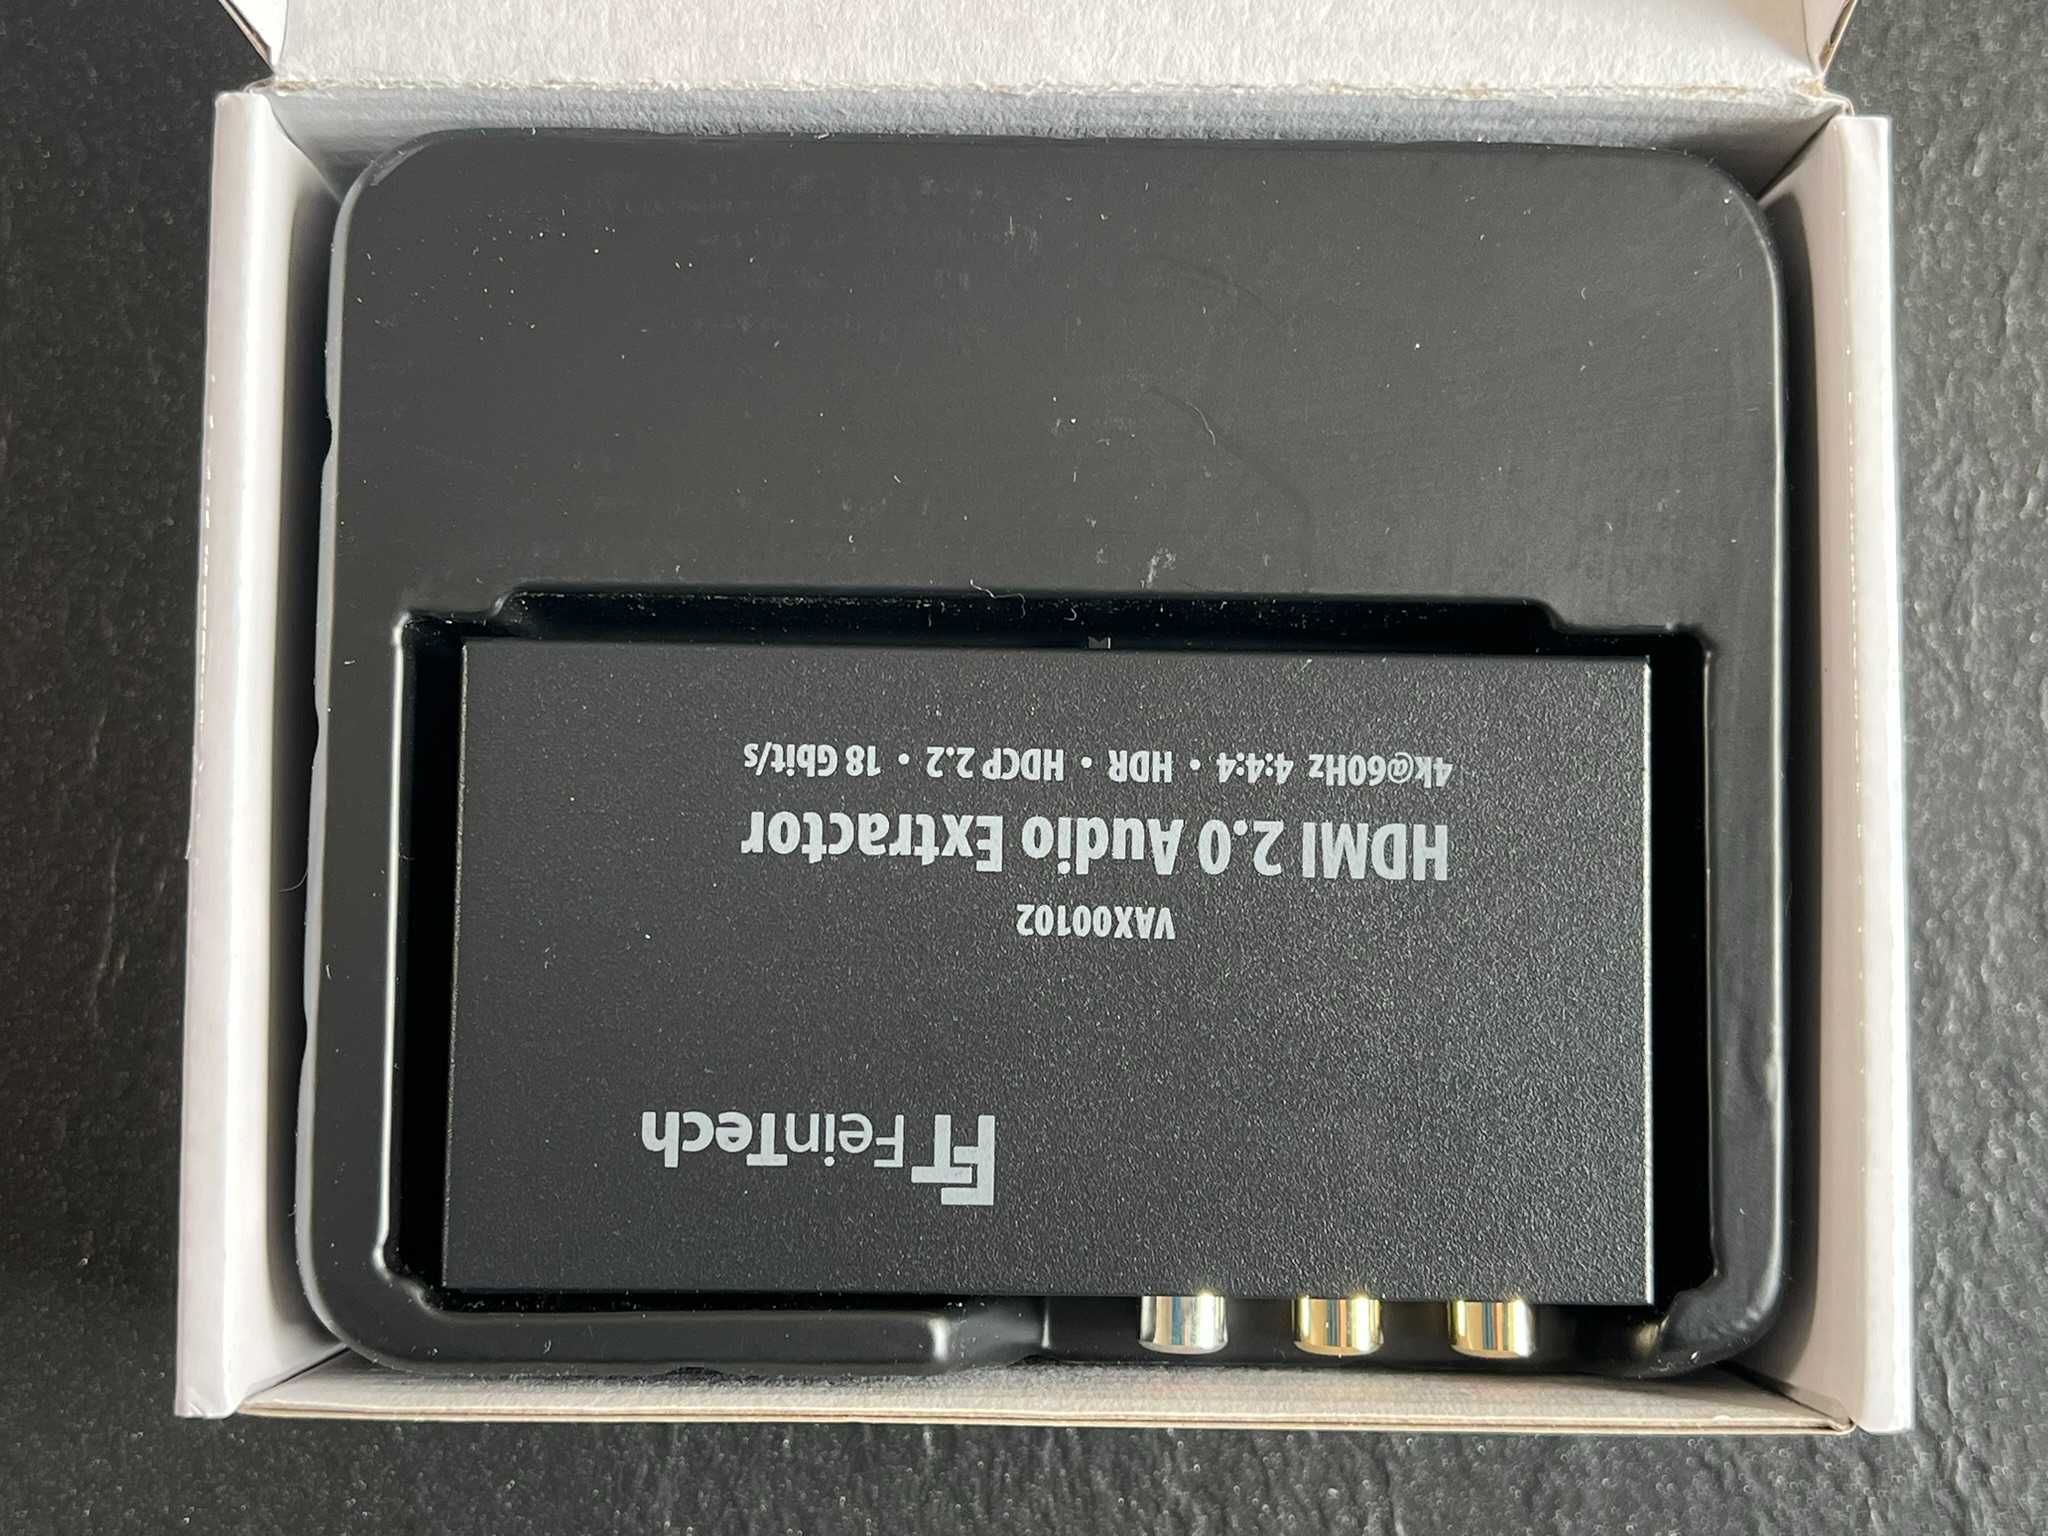 FeinTech
VAX00102
HDMI 2.0 Audio Extractor
4k@60Hz 4:4:4 • HDR • HDCP 2.2 • 18 Gbit/s